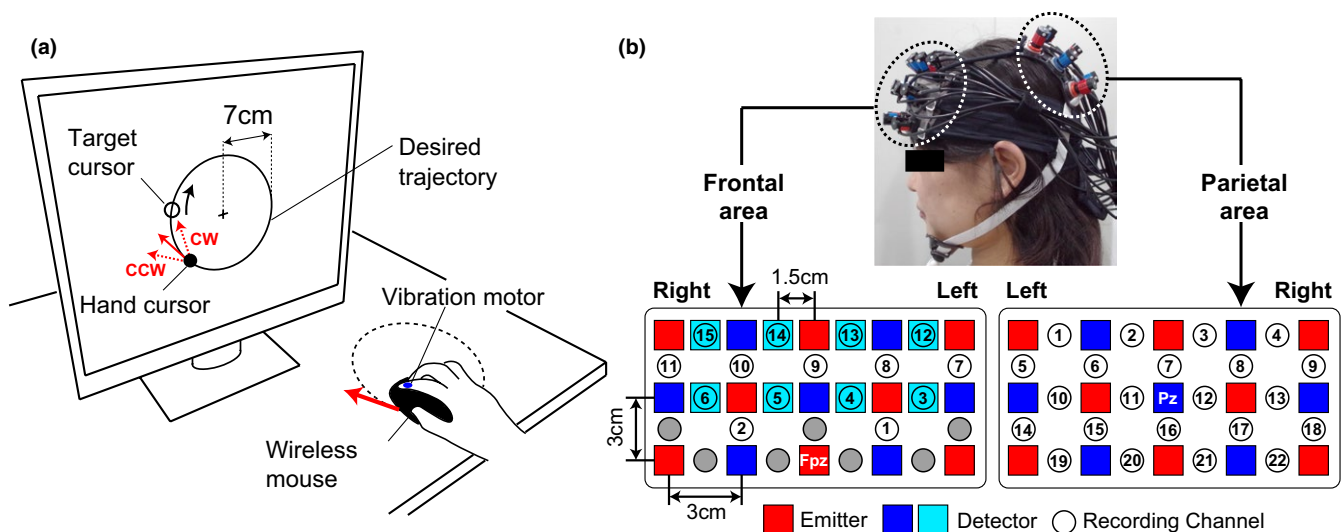 (a)
7cm
Target
cursor
Desired
trajectory
CW
CCW
Hand cursor
Vibration motor
Wireless
mouse
(b)
Frontal
area
Parietal
area
1.5cm
Right Left
15 14 13 12
11 10 9 8 7
6 5 4 3
2 1
Fpz
3cm
3cm
Left Right
1 2 3 4
5 6 7 8 9
10 11 Pz 12 13
14 15 16 17 18
19 20 21 22
Emitter Detector Recording Channel